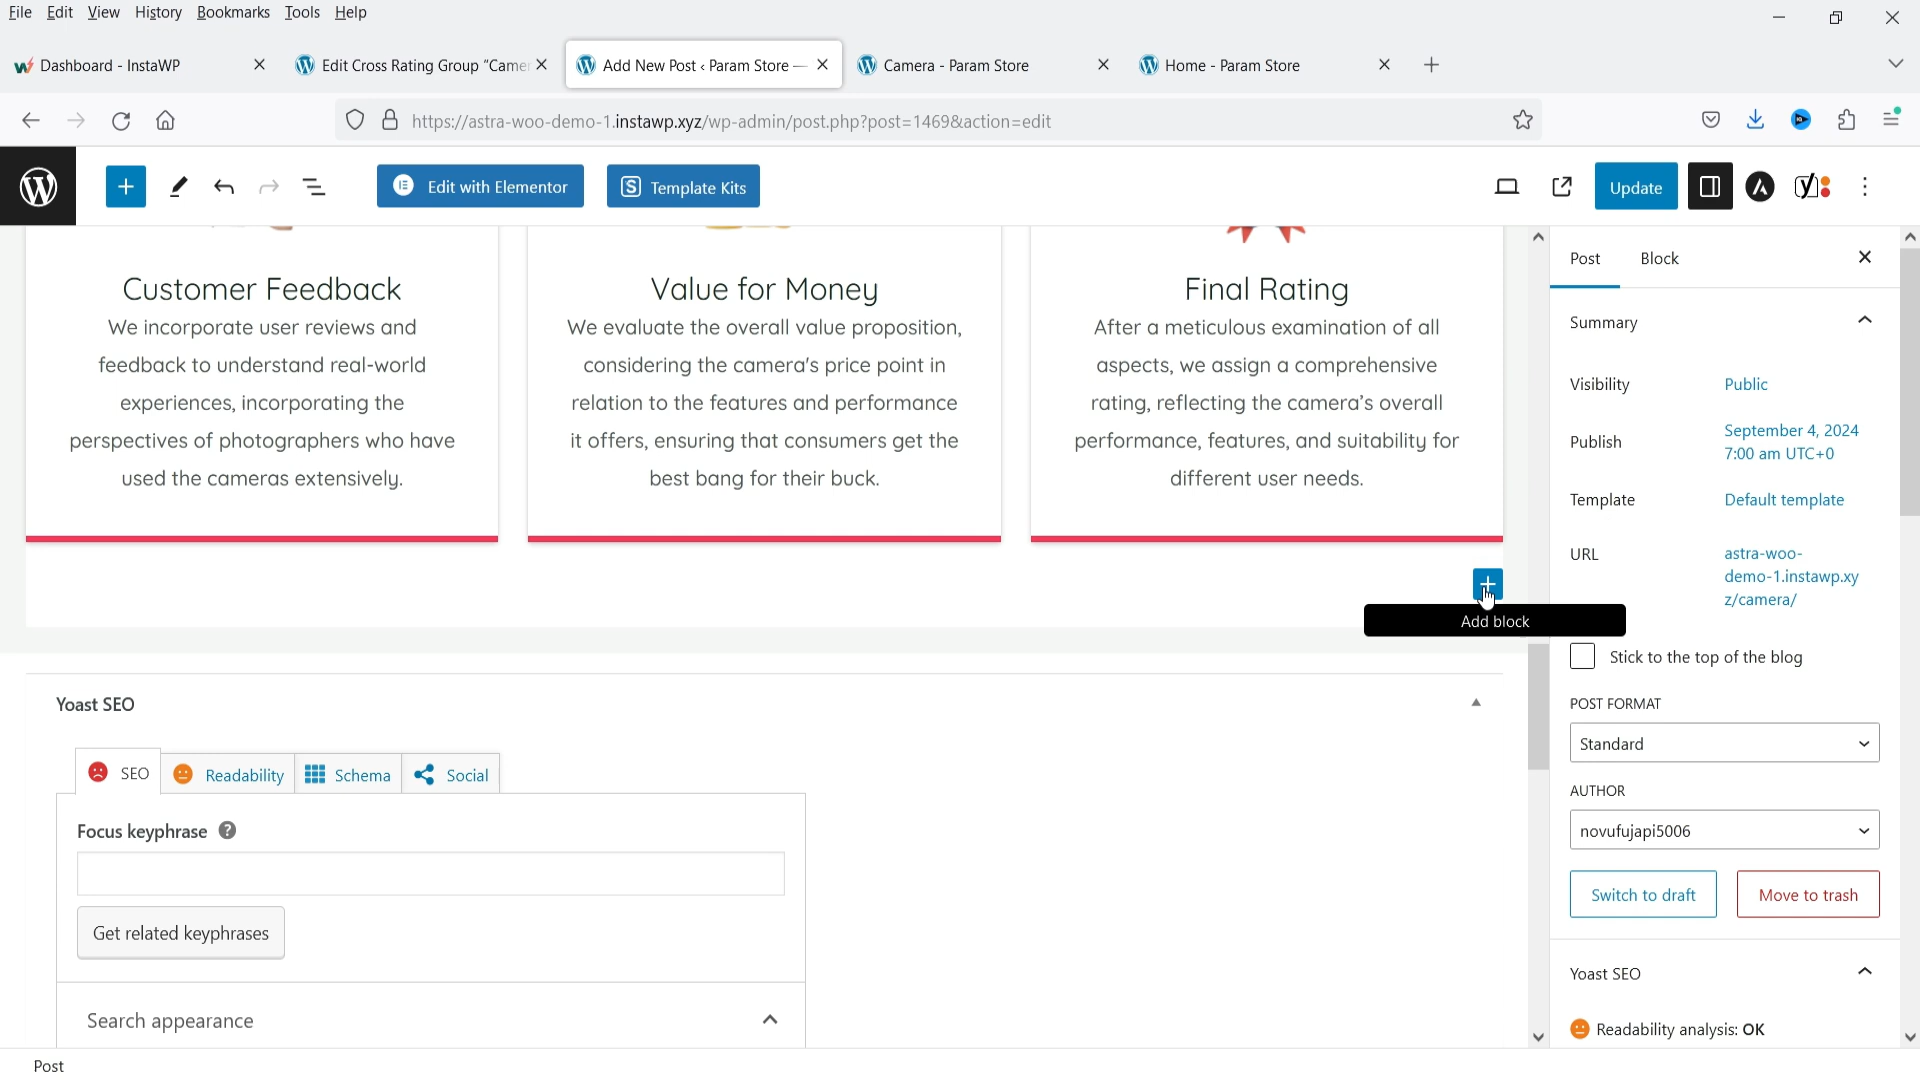 File Edit View History Bookmarks Tools Help
Dashboard - InstaWP
Edit Cross Rating Group "Camer
Add New Post ‹ Param Store —
Camera - Param Store
Home - Param Store
https://astra-woo-demo-1.instawp.xyz/wp-admin/post.php?post=1469&action=edit
Edit with Elementor
Template Kits
Update
Customer Feedback
We incorporate user reviews and
feedback to understand real-world
experiences, incorporating the
perspectives of photographers who have
used the cameras extensively.
Value for Money
We evaluate the overall value proposition,
considering the camera's price point in
relation to the features and performance
it offers, ensuring that consumers get the
best bang for their buck.
Final Rating
After a meticulous examination of all
aspects, we assign a comprehensive
rating, reflecting the camera's overall
performance, features, and suitability for
different user needs.
Add block
Yoast SEO
SEO
Readability
Schema
Social
Focus keyphrase
Get related keyphrases
Search appearance
Post
Post Block
Summary
Visibility Public
Publish September 4, 2024
7:00 am UTC+0
Template Default template
URL astra-woo-
demo-1.instawp.xy
z/camera/
Stick to the top of the blog
POST FORMAT
Standard
AUTHOR
novufujapi5006
Switch to draft
Move to trash
Yoast SEO
Readability analysis: OK